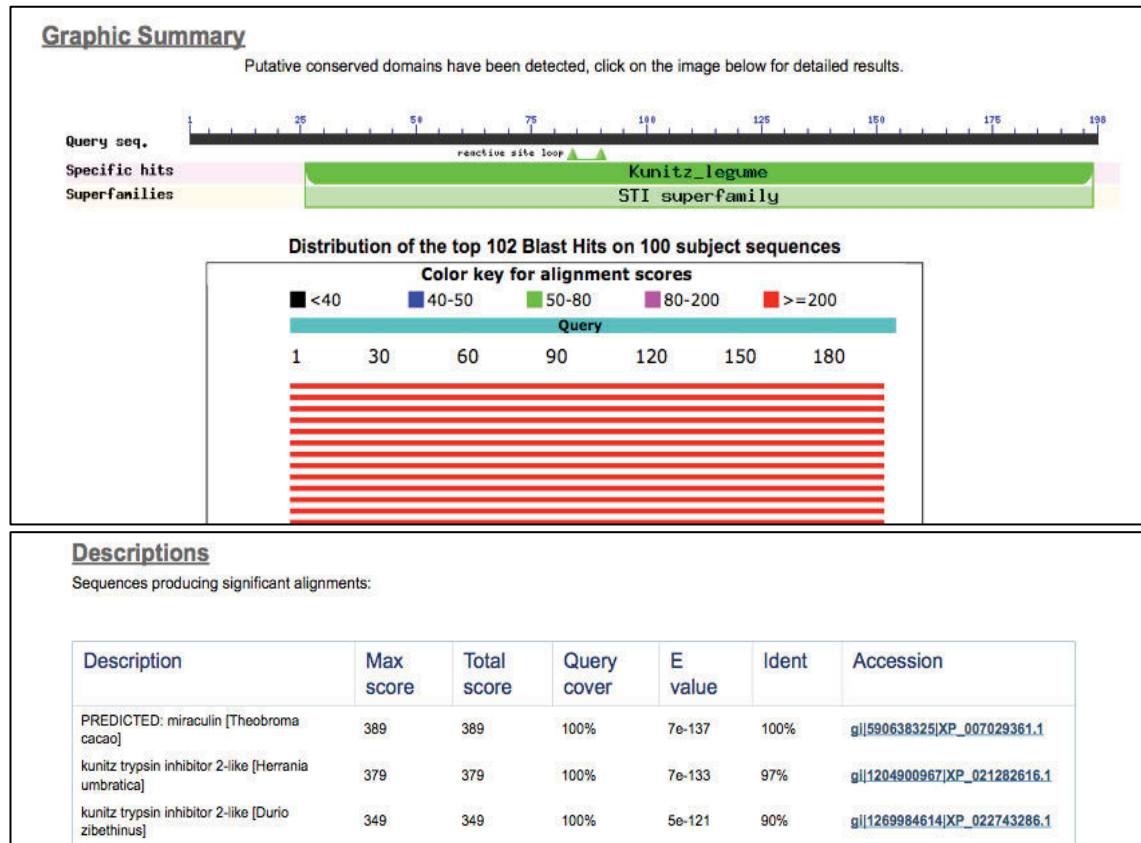 Graphic Summary
Putative conserved domains have been detected, click on the image below for detailed results.
1 25 50 75 100 125 150 175 198
Query seq.
reactive site loop
Specific hits Kunitz_legume
Superfamilies STI superfamily
Distribution of the top 102 Blast Hits on 100 subject sequences
Color key for alignment scores
<40 40-50 50-80 80-200 >=200
Query
1 30 60 90 120 150 180
Descriptions
Sequences producing significant alignments:
Description Max score Total score Query cover E value Ident Accession
PREDICTED: miraculin [Theobroma cacao] 389 389 100% 7e-137 100% gi|590638325|XP_007029361.1
kunitz trypsin inhibitor 2-like [Herrania umbratica] 379 379 100% 7e-133 97% gi|1204900967|XP_021282616.1
kunitz trypsin inhibitor 2-like [Durio zibethinus] 349 349 100% 5e-121 90% gi|1269984614|XP_022743286.1